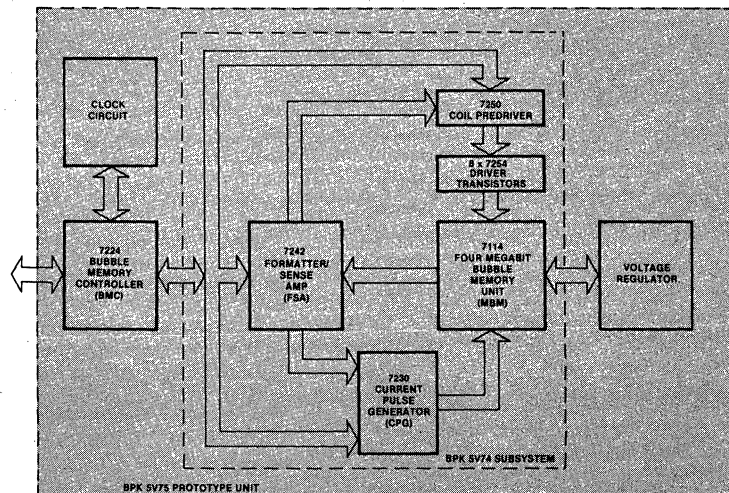 CLOCK
CIRCUIT
7250
COIL PREDRIVER
8 x 7254
DRIVER
TRANSISTORS
7224
BUBBLE
MEMORY
CONTROLLER
(BMC)
7242
FORMATTER/
SENSE
AMP
(FSA)
7114
FOUR MEGABIT
BUBBLE
MEMORY
UNIT
(MBM)
VOLTAGE
REGULATOR
7230
CURRENT
PULSE
GENERATOR
(CPG)
BPK 5V74 SUBSYSTEM
BPK 5V75 PROTOTYPE UNIT